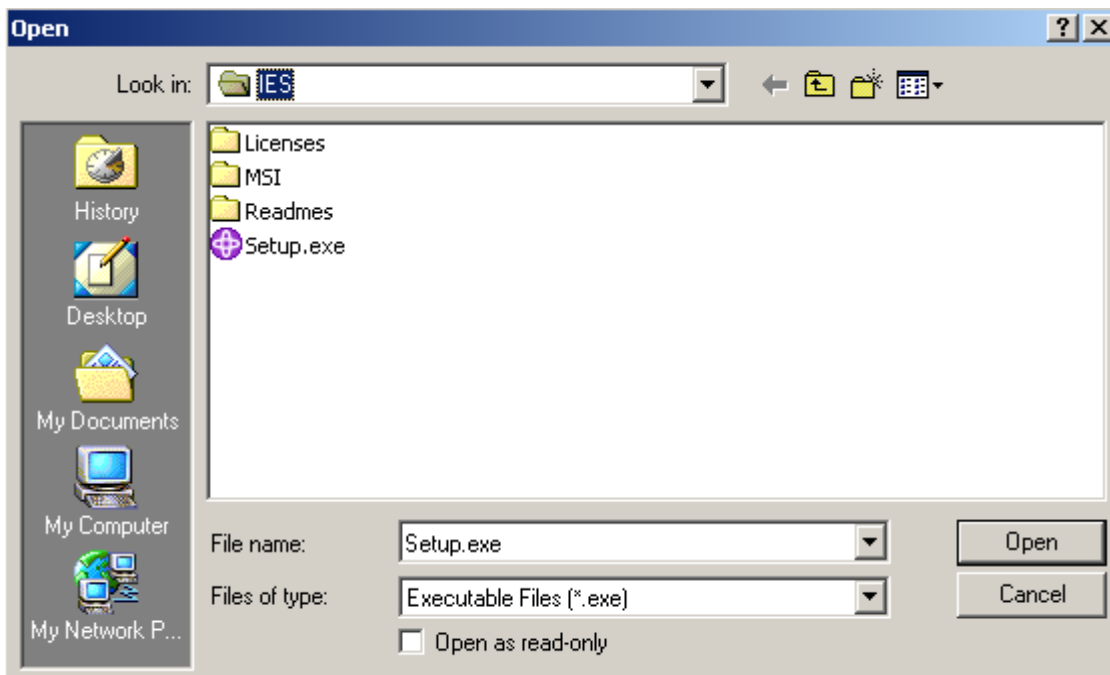 Open
Look in: IES
Licenses
MSI
Readmes
Setup.exe
History
Desktop
My Documents
My Computer
My Network P...
File name: Setup.exe Open
Files of type: Executable Files (*.exe) Cancel
Open as read-only